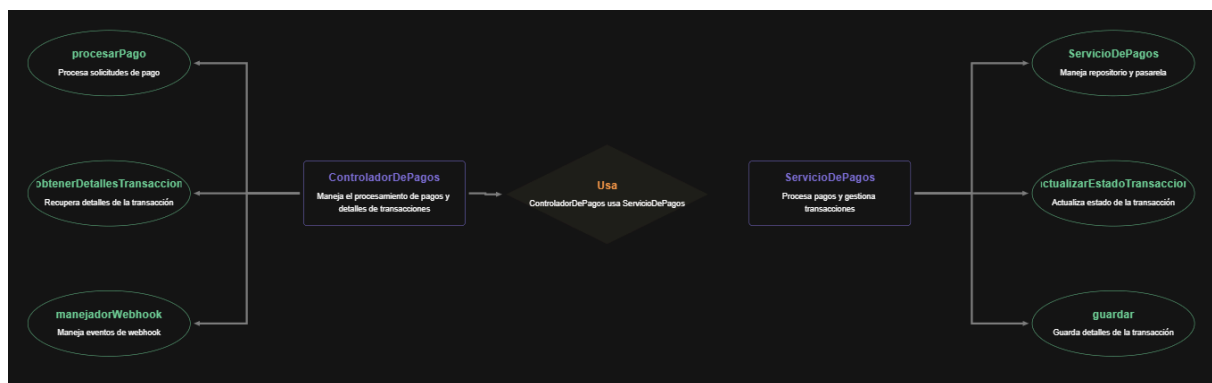 procesarPago
Procesa solicitudes de pago
obtenerDetallesTransaccion
Recupera detalles de la transacción
manejadorWebhook
Maneja eventos de webhook
ControladorDePagos
Maneja el procesamiento de pagos y
detalles de transacciones
Usa
ControladorDePagos usa ServicioDePagos
ServicioDePagos
Procesa pagos y gestiona
transacciones
ServicioDePagos
Maneja repositorio y pasarela
actualizarEstadoTransaccion
Actualiza estado de la transacción
guardar
Guarda detalles de la transacción